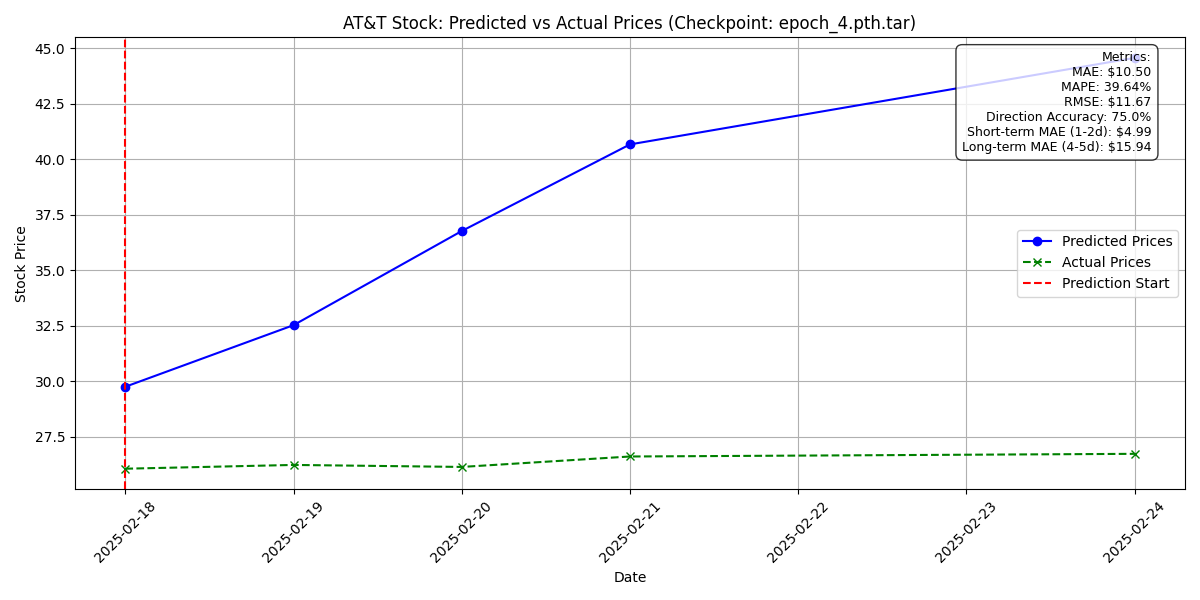 AT&T Stock: Predicted vs Actual Prices (Checkpoint: epoch_4.pth.tar)
Metrics:
MAE: $10.50
MAPE: 39.64%
RMSE: $11.67
Direction Accuracy: 75.0%
Short-term MAE (1-2d): $4.99
Long-term MAE (4-5d): $15.94
Predicted Prices
Actual Prices
Prediction Start
Stock Price
45.0
42.5
40.0
37.5
35.0
32.5
30.0
27.5
2025-02-18
2025-02-19
2025-02-20
2025-02-21
2025-02-22
2025-02-23
2025-02-24
Date